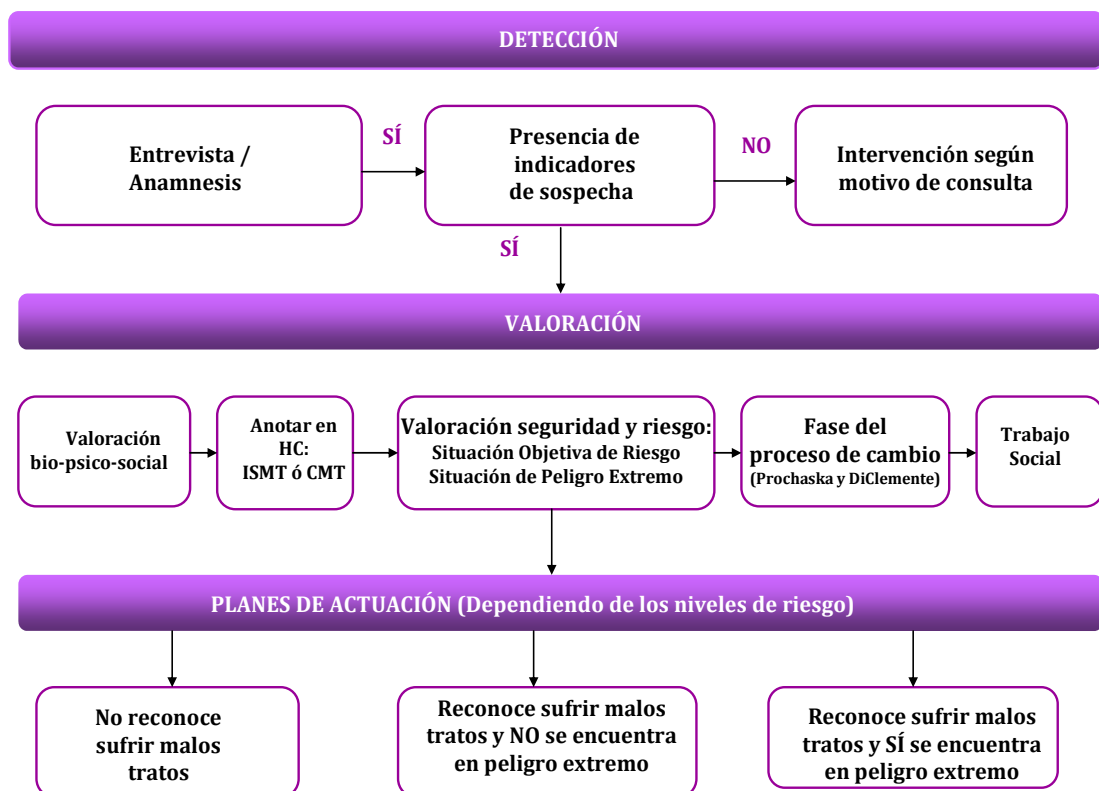 DETECCIÓN
Entrevista /
Anamnesis
SÍ
Presencia de
indicadores
de sospecha
NO
Intervención según
motivo de consulta
SÍ
VALORACIÓN
Valoración
bio-psico-social
Anotar en
HC:
ISMT ó CMT
Valoración seguridad y riesgo:
Situación Objetiva de Riesgo
Situación de Peligro Extremo
Fase del
proceso de cambio
(Prochaska y DiClemente)
Trabajo
Social
PLANES DE ACTUACIÓN (Dependiendo de los niveles de riesgo)
No reconoce
sufrir malos
tratos
Reconoce sufrir malos
tratos y NO se encuentra
en peligro extremo
Reconoce sufrir malos
tratos y SÍ se encuentra
en peligro extremo